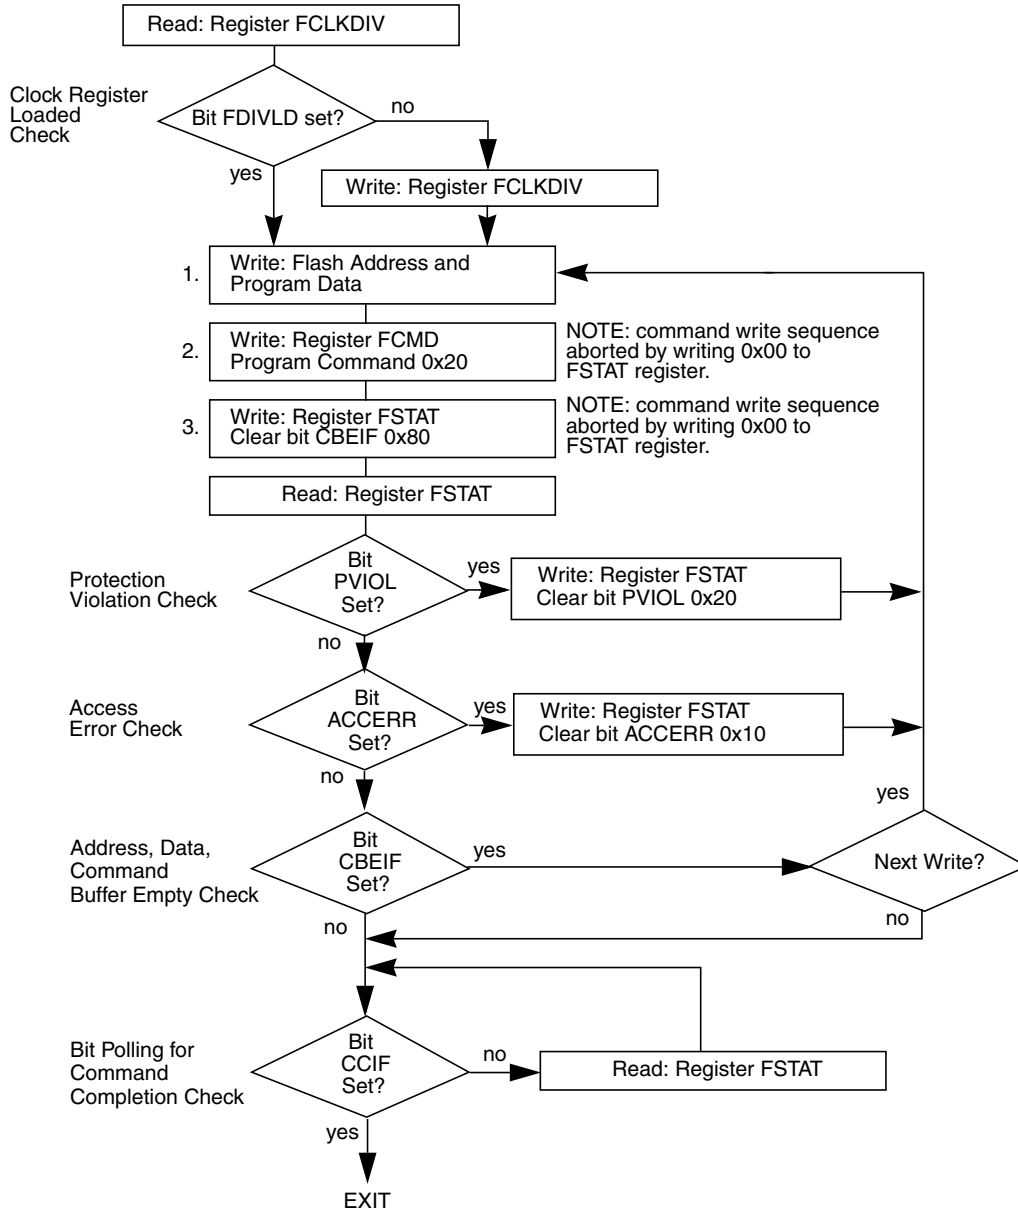 Read: Register FCLKDIV
Clock Register
Loaded
Check
Bit FDIVLD set?
no
yes
Write: Register FCLKDIV
1.
Write: Flash Address and
Program Data
2.
Write: Register FCMD
Program Command 0x20
NOTE: command write sequence
aborted by writing 0x00 to
FSTAT register.
3.
Write: Register FSTAT
Clear bit CBEIF 0x80
NOTE: command write sequence
aborted by writing 0x00 to
FSTAT register.
Read: Register FSTAT
Protection
Violation Check
Bit
PVIOL
Set?
yes
Write: Register FSTAT
Clear bit PVIOL 0x20
no
Access
Error Check
Bit
ACCERR
Set?
yes
Write: Register FSTAT
Clear bit ACCERR 0x10
no
yes
Address, Data,
Command
Buffer Empty Check
Bit
CBEIF
Set?
yes
Next Write?
no
no
Bit Polling for
Command
Completion Check
Bit
CCIF
Set?
no
Read: Register FSTAT
yes
EXIT